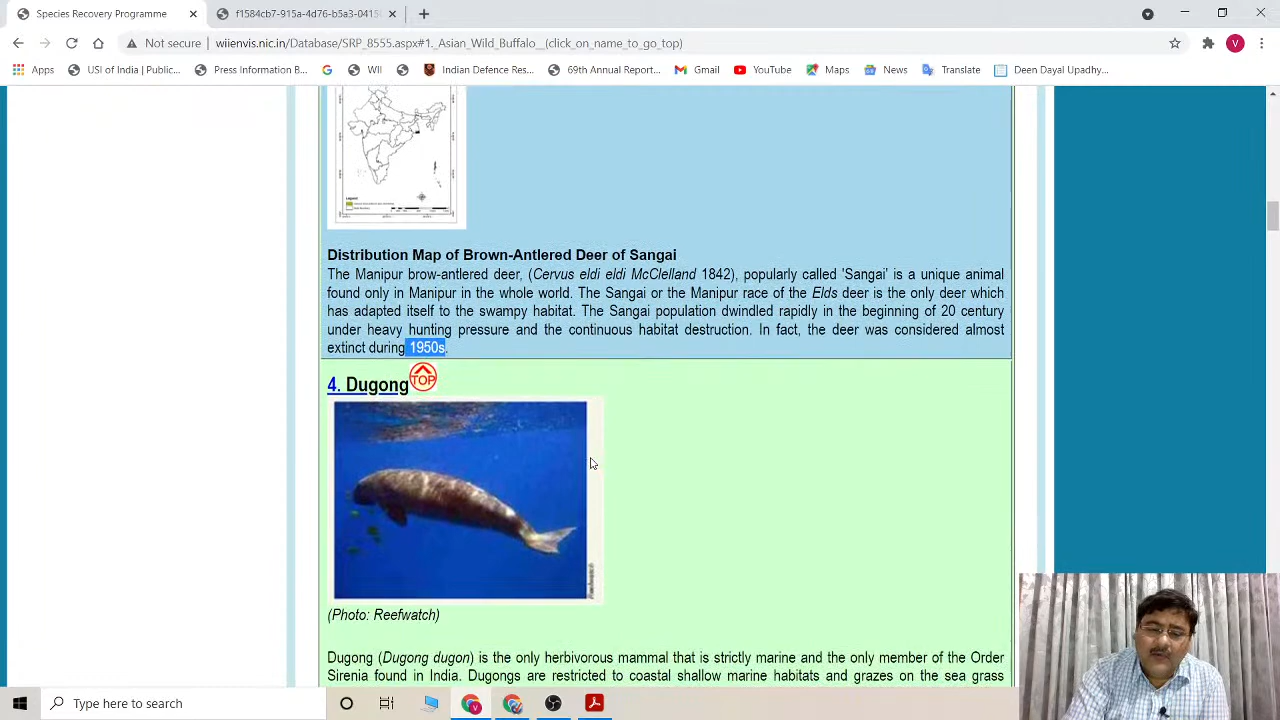 Species Recovery Programme
f1584cb7-915a-4d76-b5a3-0415
Not secure
wiienvis.nic.in/Database/SRP_8555.aspx#1_Asian_Wild_Buffalo__(click_on_name_to_go_top)
V
Apps
USI of India | Public...
Press Information B...
WII
Indian Defence Res...
69th Annual Report...
Gmail
YouTube
Maps
News
Translate
Deen Dayal Upadhy...
Distribution Map of Brown-Antlered Deer of Sangai
The Manipur brow-antlered deer, (Cervus eldi eldi McClelland 1842), popularly called 'Sangai' is a unique animal
found only in Manipur in the whole world. The Sangai or the Manipur race of the Elds deer is the only deer which
has adapted itself to the swampy habitat. The Sangai population dwindled rapidly in the beginning of 20 century
under heavy hunting pressure and the continuous habitat destruction. In fact, the deer was considered almost
extinct during 1950s.
4. Dugong
TOP
(Photo: Reefwatch)
Dugong (Dugong dugon) is the only herbivorous mammal that is strictly marine and the only member of the Order
Sirenia found in India. Dugongs are restricted to coastal shallow marine habitats and grazes on the sea grass
Type here to search